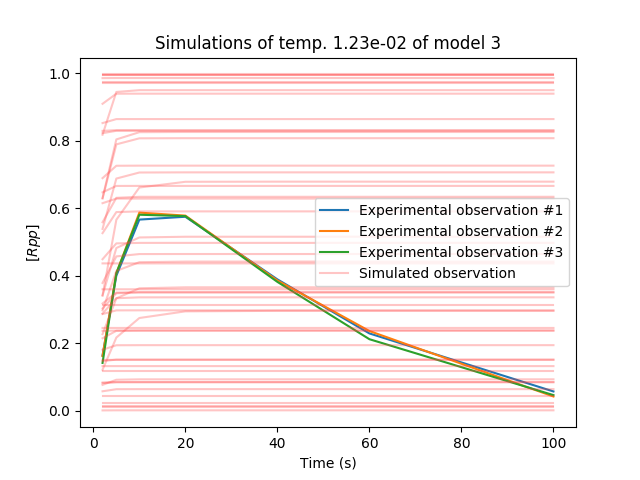 Simulations of temp. 1.23e-02 of model 3
1.0
0.8
0.6
0.4
0.2
0.0
[Rpp]
Experimental observation #1
Experimental observation #2
Experimental observation #3
Simulated observation
0 20 40 60 80 100
Time (s)